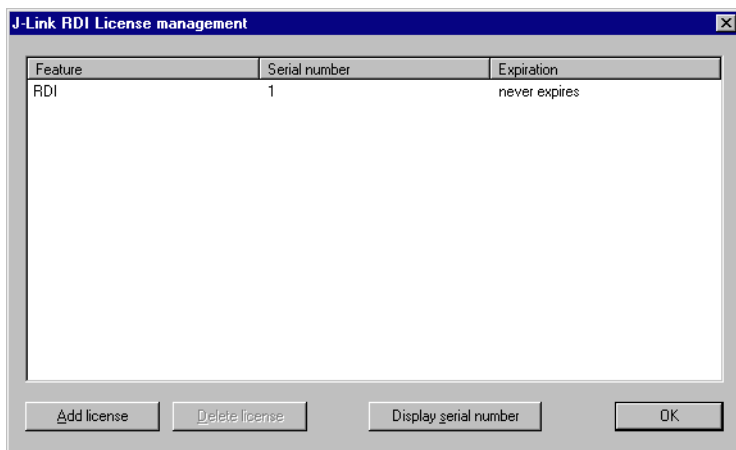 J-Link RDI License management
Feature Serial number Expiration
RDI 1 never expires
Add license Delete license Display serial number OK